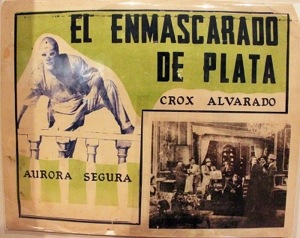 EL ENMASCARADO
DE PLATA
CROX ALVARADO
AURORA SEGURA